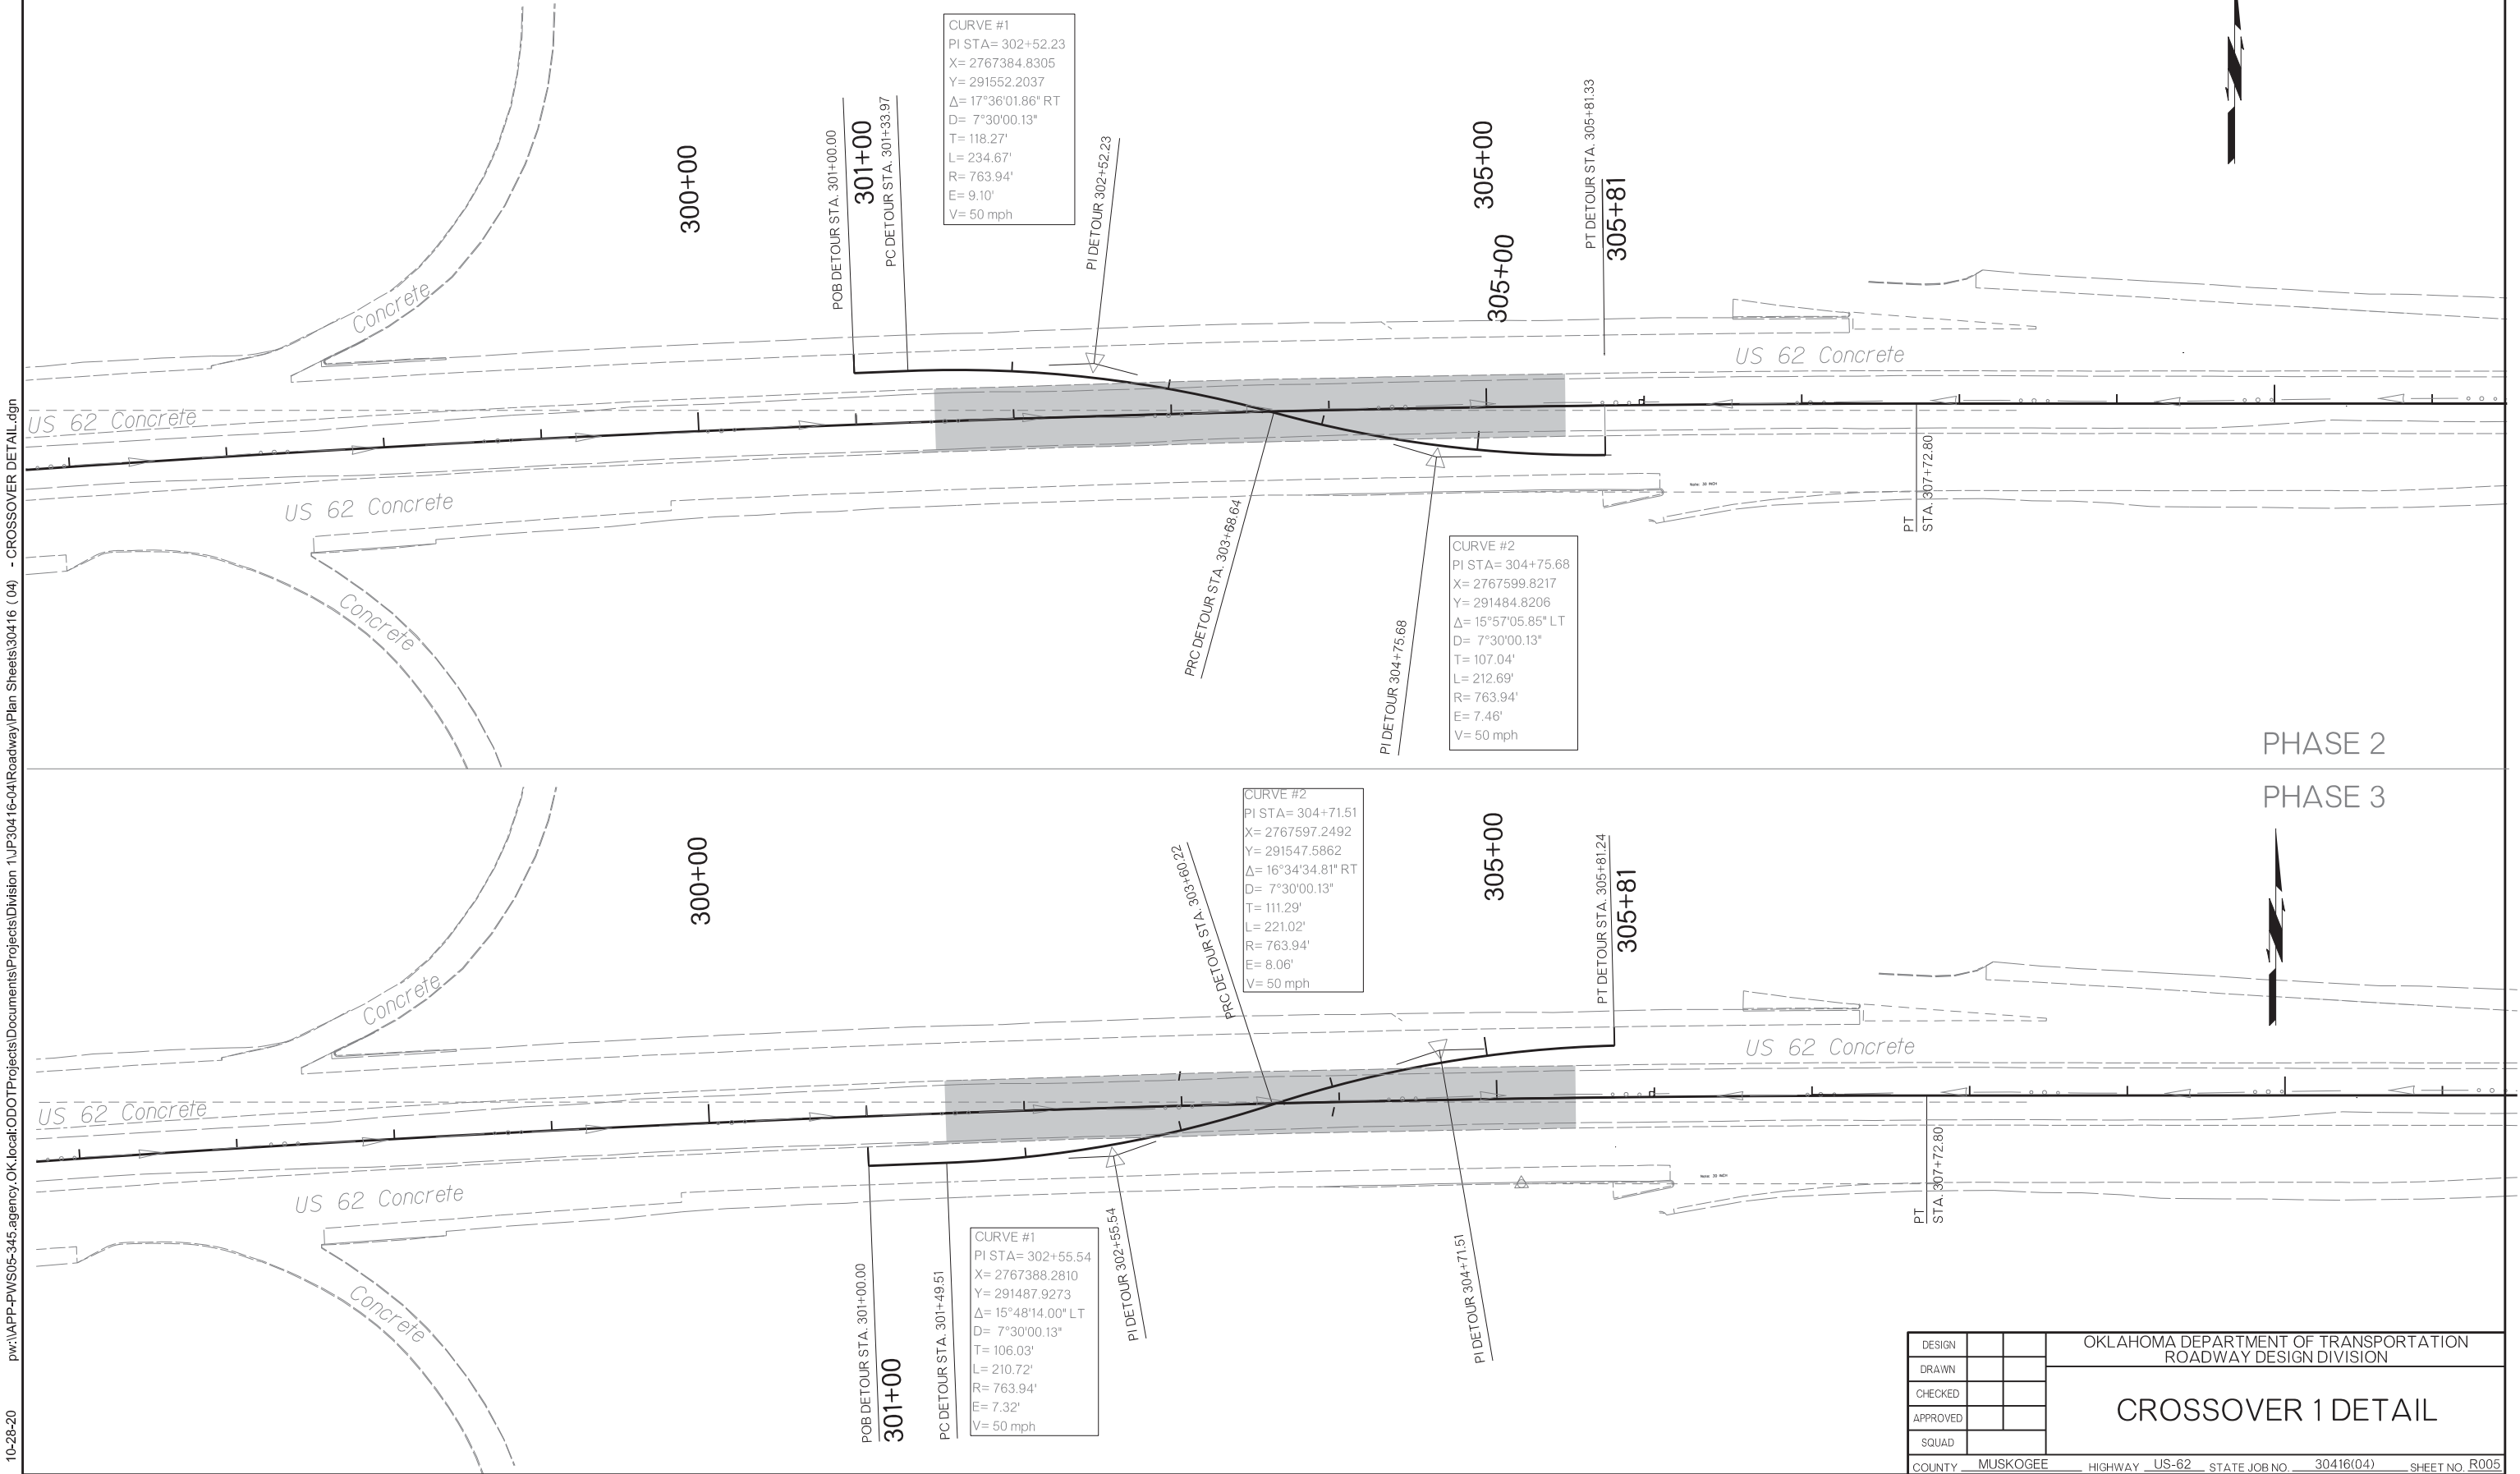 CURVE #1
PI STA= 302+52.23
X= 2767384.8305
Y= 291552.2037
Δ= 17°36'01.86" RT
D= 7°30'00.13"
T= 118.27'
L= 234.67'
R= 763.94'
E= 9.10'
V= 50 mph
300+00
POB DETOUR STA. 301+00.00
301+00
PC DETOUR STA. 301+33.97
PI DETOUR 302+52.23
305+00
305+00
PT DETOUR STA. 305+81.33
305+81
Concrete
US 62 Concrete
US 62 Concrete
US 62 Concrete
Concrete
PRC DETOUR STA. 303+68.64
PI DETOUR 304+75.68
Note: 30 INCH
PT
STA. 307+72.80
CURVE #2
PI STA= 304+75.68
X= 2767599.8217
Y= 291484.8206
Δ= 15°57'05.85" LT
D= 7°30'00.13"
T= 107.04'
L= 212.69'
R= 763.94'
E= 7.46'
V= 50 mph
PHASE 2
PHASE 3
CURVE #2
PI STA= 304+71.51
X= 2767597.2492
Y= 291547.5862
Δ= 16°34'34.81" RT
D= 7°30'00.13"
T= 111.29'
L= 221.02'
R= 763.94'
E= 8.06'
V= 50 mph
300+00
PRC DETOUR STA. 303+60.22
305+00
PT DETOUR STA. 305+81.24
305+81
Concrete
US 62 Concrete
US 62 Concrete
US 62 Concrete
Concrete
Note: 30 INCH
PT
STA. 307+72.80
POB DETOUR STA. 301+00.00
301+00
PC DETOUR STA. 301+49.51
CURVE #1
PI STA= 302+55.54
X= 2767388.2810
Y= 291487.9273
Δ= 15°48'14.00" LT
D= 7°30'00.13"
T= 106.03'
L= 210.72'
R= 763.94'
E= 7.32'
V= 50 mph
PI DETOUR 302+55.54
PI DETOUR 304+71.51
DESIGN
DRAWN
CHECKED
APPROVED
SQUAD
OKLAHOMA DEPARTMENT OF TRANSPORTATION
ROADWAY DESIGN DIVISION
CROSSOVER 1 DETAIL
COUNTY MUSKOGEE HIGHWAY US-62 STATE JOB NO. 30416(04) SHEET NO. R005
10-28-20 pw:\\APP-PWS05-345.agency.OK.local:ODOTProjects\Documents\Projects\Division 1\JP30416-04\Roadway\Plan Sheets\30416 ( 04) - CROSSOVER DETAIL.dgn